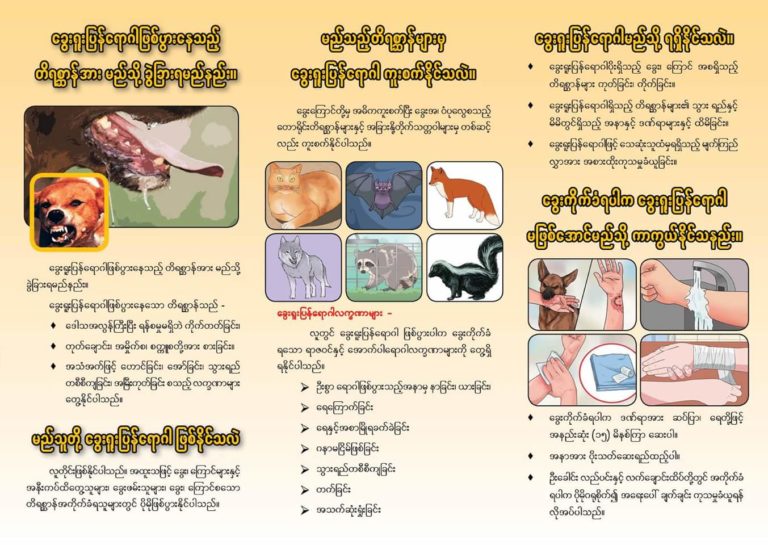 ခွေးရူးပြန်ရောဂါဖြစ်ပွားနေသည့်
တိရစ္ဆာန်အား မည်သို့ ခွဲခြားရမည်နည်း။
ခွေးရူးပြန်ရောဂါဖြစ်ပွားနေသည့် တိရစ္ဆာန်အား မည်သို့
ခွဲခြားရမည်နည်း။
ခွေးရူးပြန်ရောဂါဖြစ်ပွားနေသော တိရစ္ဆာန်သည် -
♦ ဒေါသအလွန်ကြီးပြီး ရန်စမှုမရှိဘဲ ကိုက်တတ်ခြင်း၊
♦ ကုတ်ချောင်း၊ အမှိုက်စ၊ စက္ကူစတို့အား စားခြင်း။
♦ အသံအက်ဖြင့် ဟောင်ခြင်း၊ အော်ခြင်း၊ သွားရည်
တစီစီကျခြင်း၊ အမြီးကုတ်ခြင်း စသည့် လက္ခဏာများ
တွေ့နိုင်ပါသည်။
မည်သူတို့ ခွေးရူးပြန်ရောဂါ ဖြစ်နိုင်သလဲ
လူတိုင်းဖြစ်နိုင်ပါသည်။ အထူးသဖြင့် ခွေး၊ ကြောင်များနှင့်
အနီးကပ်ထိတွေ့သူများ၊ ခွေးဖမ်းသူများ၊ ခွေး၊ ကြောင်စသော
တိရစ္ဆာန်အကိုက်ခံရသူများတွင် ပိုမိုဖြစ်ပွားနိုင်ပါသည်။
မည်သည့်တိရစ္ဆာန်များမှ
ခွေးရူးပြန်ရောဂါ ကူးစက်နိုင်သလဲ။
ခွေးကြောင်တို့မှ အဓိကကူးစက်ပြီး ခွေးအ၊ ဝံပုလွေစသည့်
တောရိုင်းတိရစ္ဆာန်များနှင့် အခြားနို့တိုက်သတ္တဝါများမှ တစ်ဆင့်
လည်း ကူးစက်နိုင်ပါသည်။
ခွေးရူးပြန်ရောဂါလက္ခဏာများ -
လူတွင် ခွေးရူးပြန်ရောဂါ ဖြစ်ပွားပါက ခွေးကိုက်ခံ
ရသော ရာဇဝင်နှင့် အောက်ပါရောဂါလက္ခဏာများကို တွေ့ရှိ
ရနိုင်ပါသည်။
➢ ဦးစွာ ရောဂါဖြစ်ပွားသည့်အနာမှ နာခြင်း၊ ယားခြင်း၊
➢ ရေကြောက်ခြင်း
➢ ရေနှင့်အစာမြိုရခက်ခဲခြင်း
➢ ဂနာမငြိမ်ဖြစ်ခြင်း
➢ သွားရည်တစီစီကျခြင်း
➢ တက်ခြင်း
➢ အသက်ဆုံးရှုံးခြင်း
ခွေးရူးပြန်ရောဂါမည်သို့ ရရှိနိုင်သလဲ။
♦ ခွေးရူးပြန်ရောဂါပိုးရှိသည့် ခွေး၊ ကြောင် အစရှိသည့်
တိရစ္ဆာန်များ ကုတ်ခြင်း၊ ကိုက်ခြင်း။
♦ ခွေးရူးပြန်ရောဂါရှိသည့် တိရစ္ဆာန်များ၏ သွား ရည်နှင့်
မိမိတွင်ရှိသည့် အနာနှင့် ဒဏ်ရာများနှင့် ထိမိခြင်း။
♦ ခွေးရူးပြန်ရောဂါဖြင့် သေဆုံးသူထံမှရရှိသည့် မျက်ကြည်
လွှာအား အစားထိုးကုသမှုခံယူခြင်း။
ခွေးကိုက်ခံရပါက ခွေးရူးပြန်ရောဂါ
မဖြစ်အောင်မည်သို့ ကာကွယ်နိုင်သနည်း။
♦ ခွေးကိုက်ခံရပါက ဒဏ်ရာအား ဆပ်ပြာ၊ ရေတို့ဖြင့်
အနည်းဆုံး (၁၅) မိနစ်ကြာ ဆေးပါ။
♦ အနာအား ပိုးသတ်ဆေးရည်ထည့်ပါ။
♦ ဦးခေါင်း လည်ပင်းနှင့် လက်ချောင်းထိပ်တို့တွင် အကိုက်ခံ
ရပါက ပိုမိုဂရုစိုက်၍ အရေးပေါ် ချက်ချင်း ကုသမှုခံယူရန်
လိုအပ်ပါသည်။